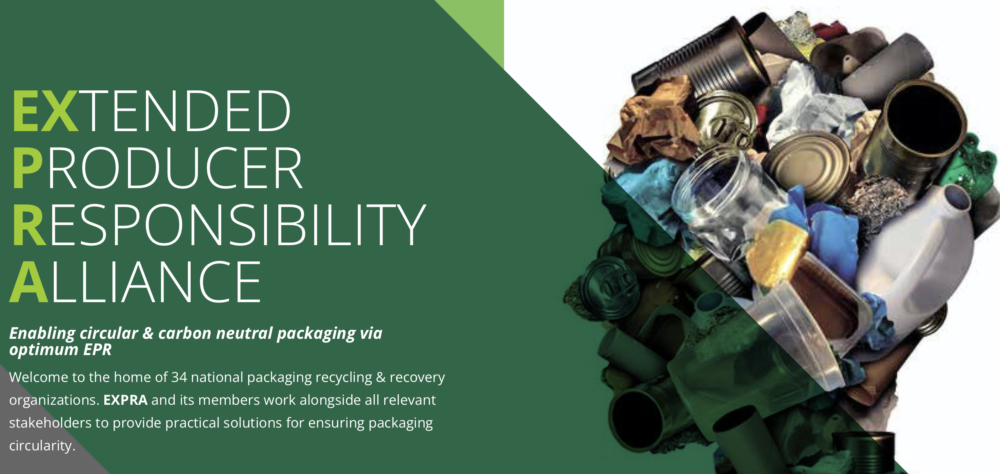 EXTENDED
PRODUCER
RESPONSIBILITY
ALLIANCE
Enabling circular & carbon neutral packaging via
optimum EPR
Welcome to the home of 34 national packaging recycling & recovery
organizations. EXPRA and its members work alongside all relevant
stakeholders to provide practical solutions for ensuring packaging
circularity.